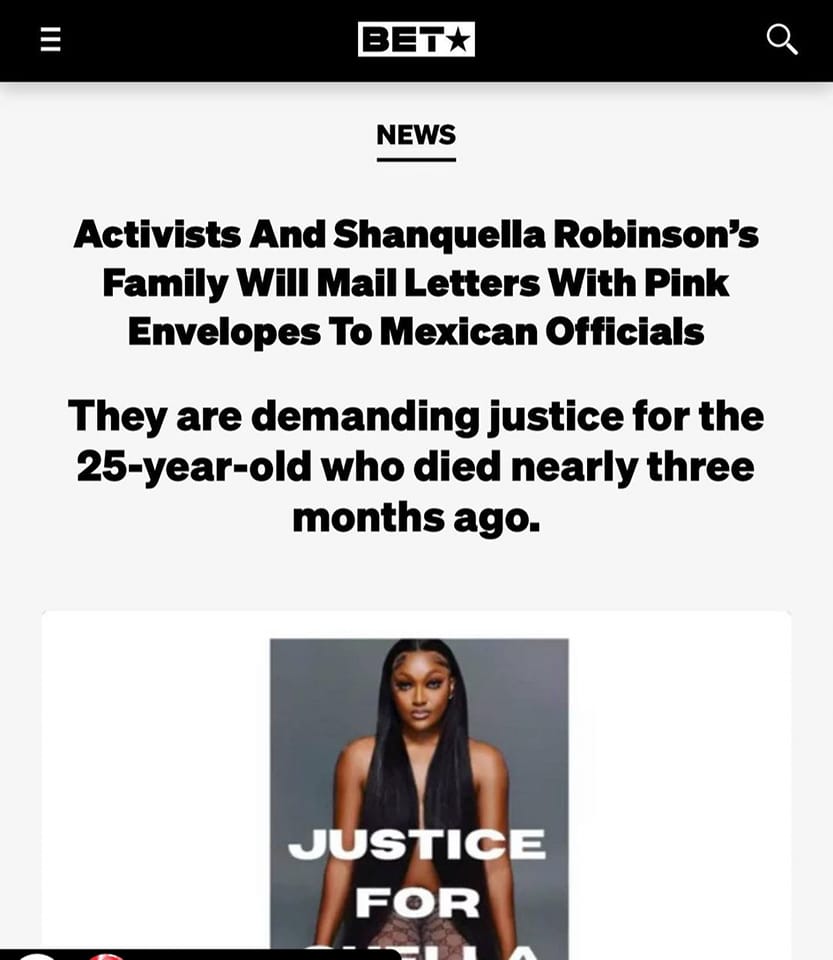 BET★
NEWS
Activists And Shanquella Robinson’s
Family Will Mail Letters With Pink
Envelopes To Mexican Officials
They are demanding justice for the
25-year-old who died nearly three
months ago.
JUSTICE
FOR